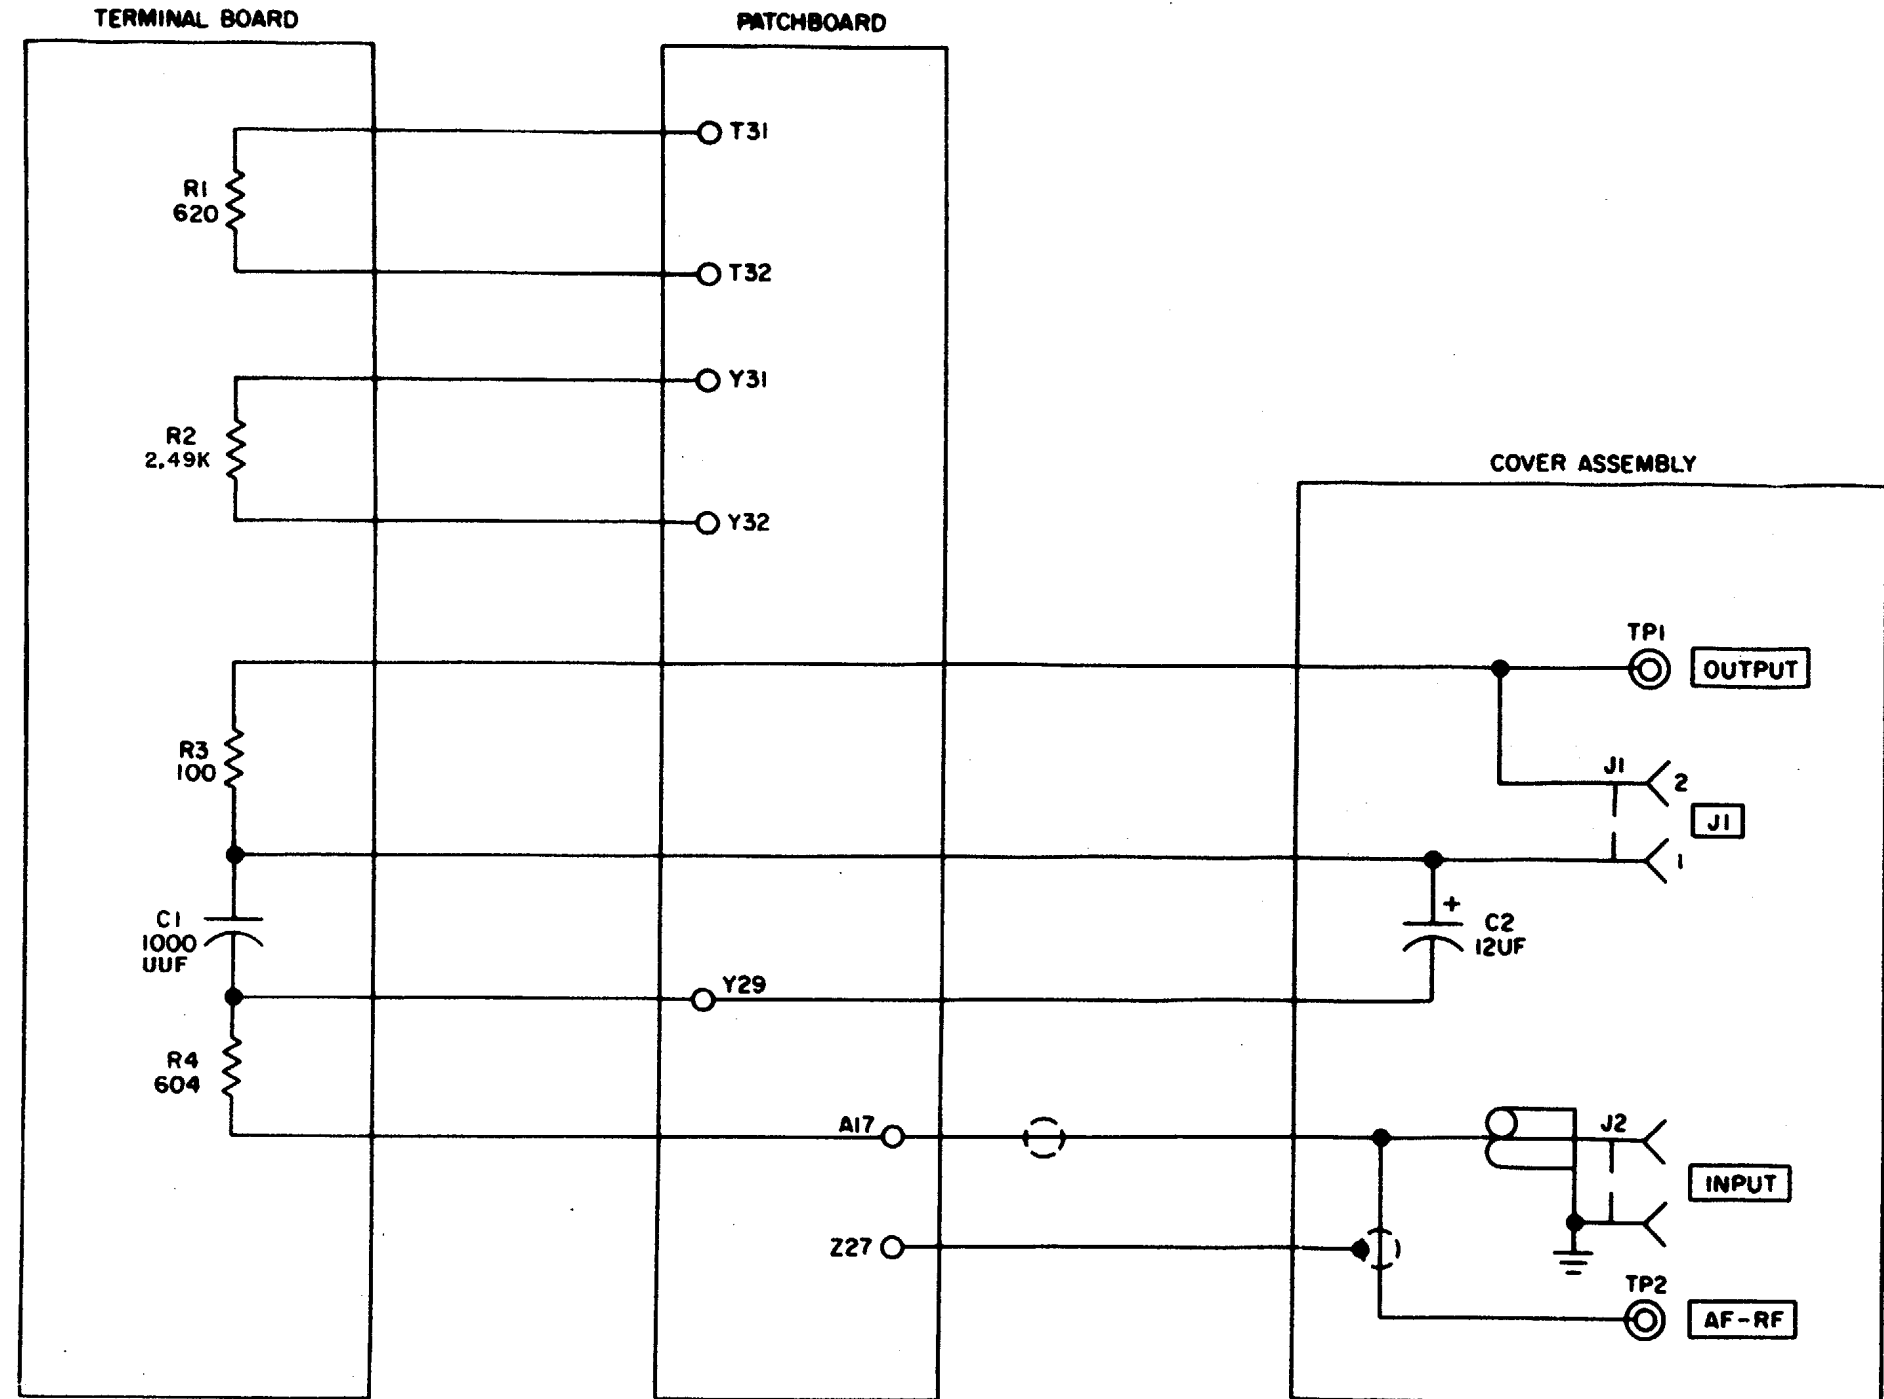 TERMINAL BOARD
PATCHBOARD
T31
R1
620
T32
Y31
R2
2.49K
Y32
COVER ASSEMBLY
TP1
OUTPUT
R3
100
J1
2
J1
1
C1
1000
UUF
+
C2
12UF
Y29
R4
604
A17
J2
INPUT
Z27
TP2
AF-RF